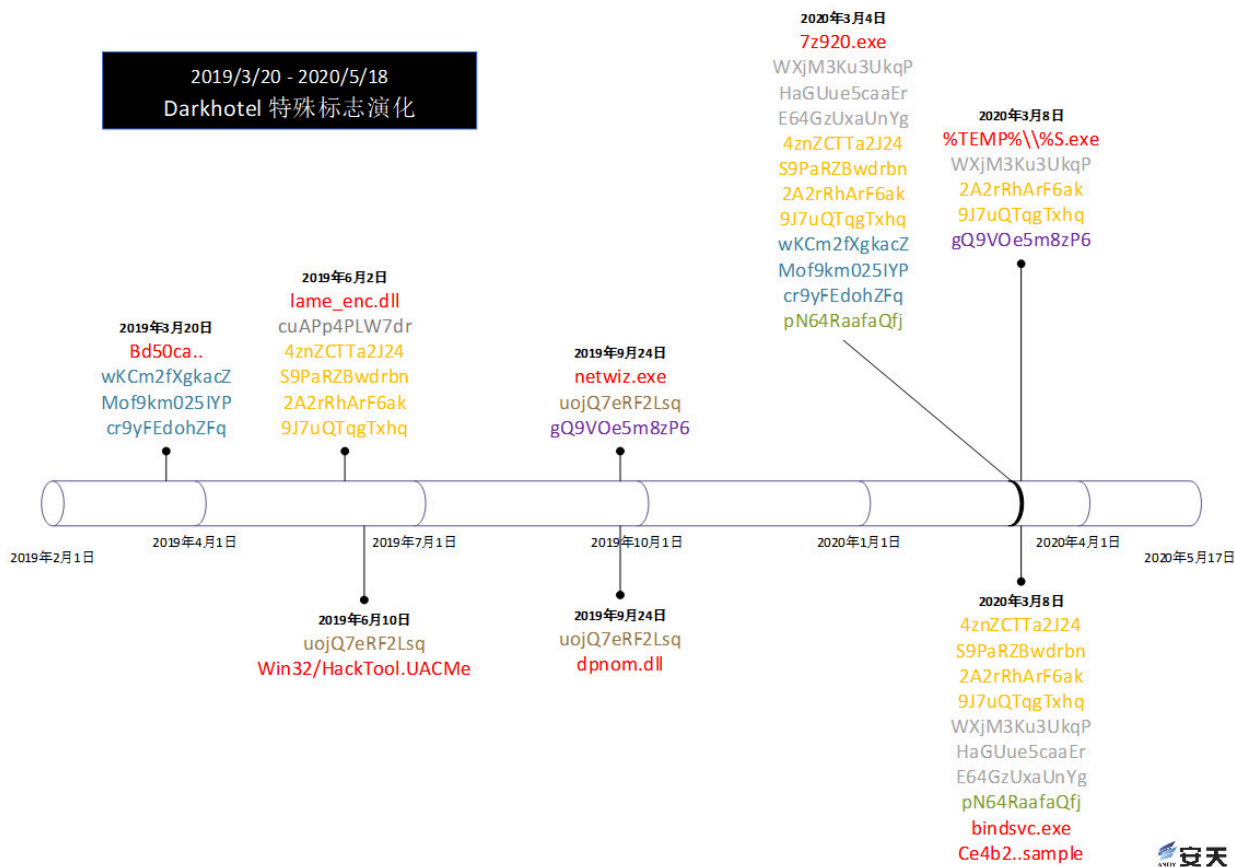 2019/3/20 - 2020/5/18
Darkhotel 特殊标志演化
2020年3月4日
7z920.exe
WXjM3Ku3UkqP
HaGUue5caaEr
E64GzUxaUnYg
4znZCTTa2J24
S9PaRZBwdrbn
2A2rRhArF6ak
9J7uQTqgTxhq
wKCm2fXgkacZ
Mof9km025IYP
cr9yFEdohZFq
pN64RaafaQfj
2020年3月8日
%TEMP%\\%S.exe
WXjM3Ku3UkqP
2A2rRhArF6ak
9J7uQTqgTxhq
gQ9VOe5m8zP6
2019年3月20日
Bd50ca..
wKCm2fXgkacZ
Mof9km025IYP
cr9yFEdohZFq
2019年6月2日
lame_enc.dll
cuAPp4PLW7dr
4znZCTTa2J24
S9PaRZBwdrbn
2A2rRhArF6ak
9J7uQTqgTxhq
2019年9月24日
netwiz.exe
uojQ7eRF2Lsq
gQ9VOe5m8zP6
2019年2月1日
2019年4月1日
2019年7月1日
2019年10月1日
2020年1月1日
2020年4月1日
2020年5月17日
2019年6月10日
uojQ7eRF2Lsq
Win32/HackTool.UACMe
2019年9月24日
uojQ7eRF2Lsq
dpnom.dll
2020年3月8日
4znZCTTa2J24
S9PaRZBwdrbn
2A2rRhArF6ak
9J7uQTqgTxhq
WXjM3Ku3UkqP
HaGUue5caaEr
E64GzUxaUnYg
pN64RaafaQfj
bindsvc.exe
Ce4b2..sample
ANTIY 安天